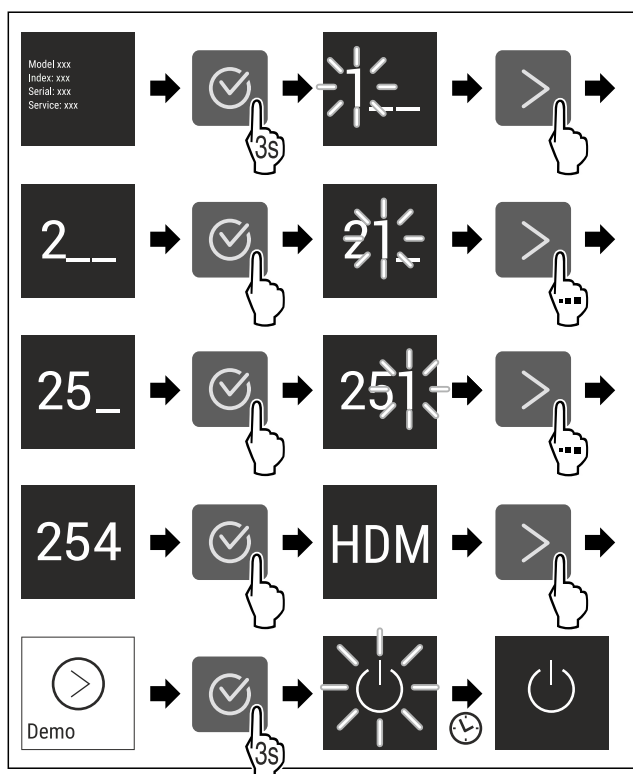 Model xxx
Index: xxx
Serial: xxx
Service: xxx
3s
1__
2__
21_
25_
251
254
HDM
Demo
3s